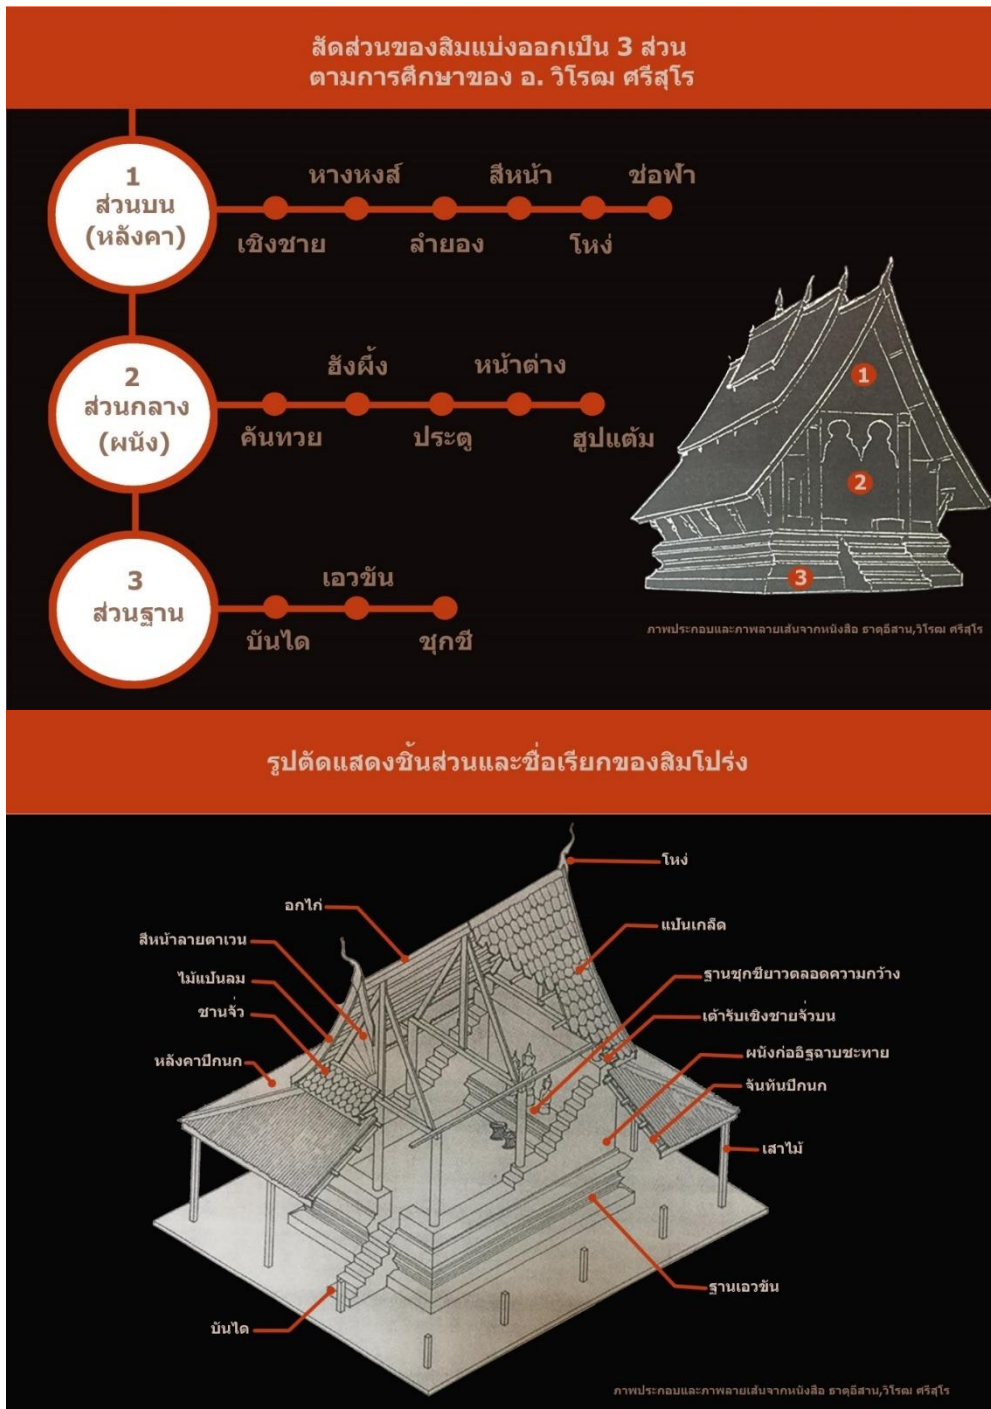 สัดส่วนของสิมแบ่งออกเป็น 3 ส่วน
ตามการศึกษาของ อ. วิโรฒ ศรีสุโร
1
ส่วนบน
(หลังคา)
หางหงส์ สีหน้า ช่อฟ้า
เชิงชาย ลำยอง โหง่
2
ส่วนกลาง
(ผนัง)
ฮังผึ้ง หน้าต่าง
คันทวย ประตู ฮูปแต้ม
3
ส่วนฐาน
เอวขัน
บันได ชุกชี
1
2
3
ภาพประกอบและภาพลายเส้นจากหนังสือ ธาตุอีสาน,วิโรฒ ศรีสุโร
รูปตัดแสดงชิ้นส่วนและชื่อเรียกของสิมโปร่ง
โหง่
อกไก่
แป้นเกล็ด
สีหน้าลายตาเวน
ไม้แป้นลม
ฐานชุกชียาวตลอดความกว้าง
ชานจั่ว
เต้ารับเชิงชายจั่วบน
หลังคาปีกนก
ผนังก่ออิฐฉาบชะทาย
จันทันปีกนก
เสาไม้
ฐานเอวขัน
บันได
ภาพประกอบและภาพลายเส้นจากหนังสือ ธาตุอีสาน,วิโรฒ ศรีสุโร